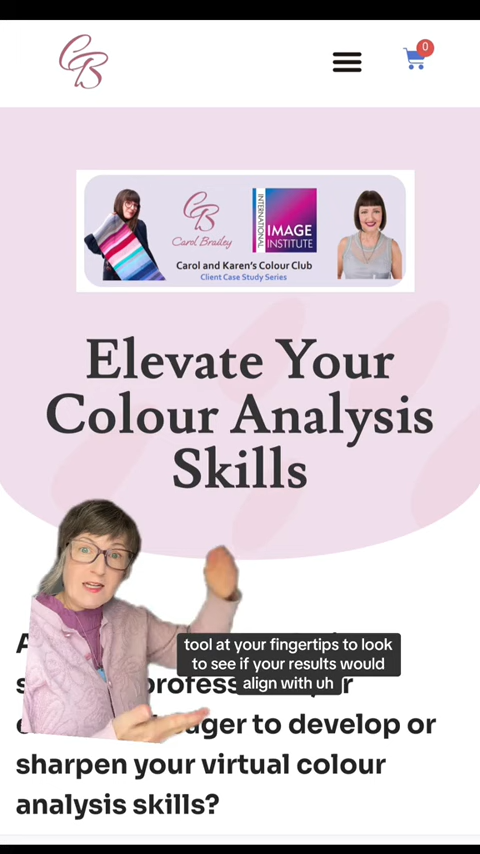 CB
0
INTERNATIONAL
IMAGE
INSTITUTE
CB
Carol Brailey
Carol and Karen's Colour Club
Client Case Study Series
Elevate Your
Colour Analysis
Skills
tool at your fingertips to look
to see if your results would
align with uh
to develop or
sharpen your virtual colour
analysis skills?